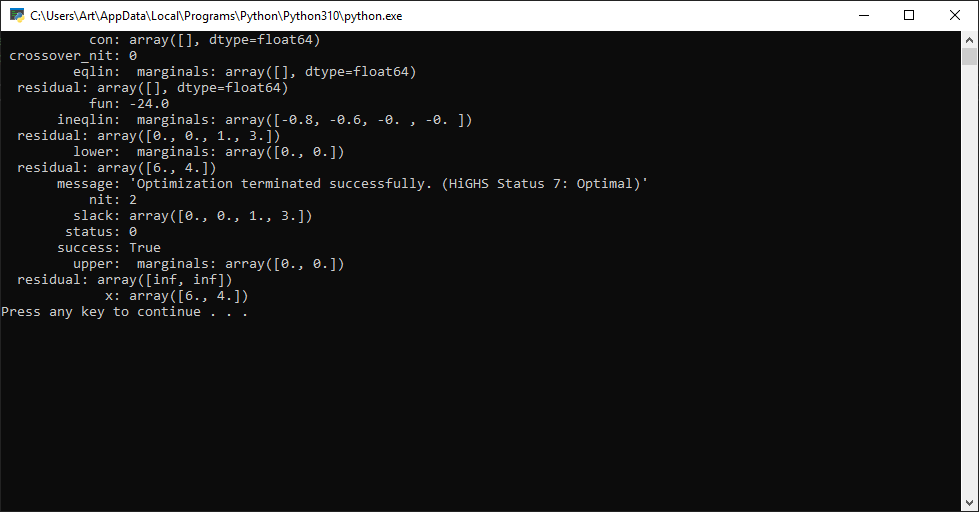 C:\Users\Art\AppData\Local\Programs\Python\Python310\python.exe
con: array([], dtype=float64)
crossover_nit: 0
eqlin:  marginals: array([], dtype=float64)
residual: array([], dtype=float64)
fun: -24.0
ineqlin:  marginals: array([-0.8, -0.6, -0. , -0. ])
residual: array([0., 0., 1., 3.])
lower:  marginals: array([0., 0.])
residual: array([6., 4.])
message: 'Optimization terminated successfully. (HiGHS Status 7: Optimal)'
nit: 2
slack: array([0., 0., 1., 3.])
status: 0
success: True
upper:  marginals: array([0., 0.])
residual: array([inf, inf])
x: array([6., 4.])
Press any key to continue . . .